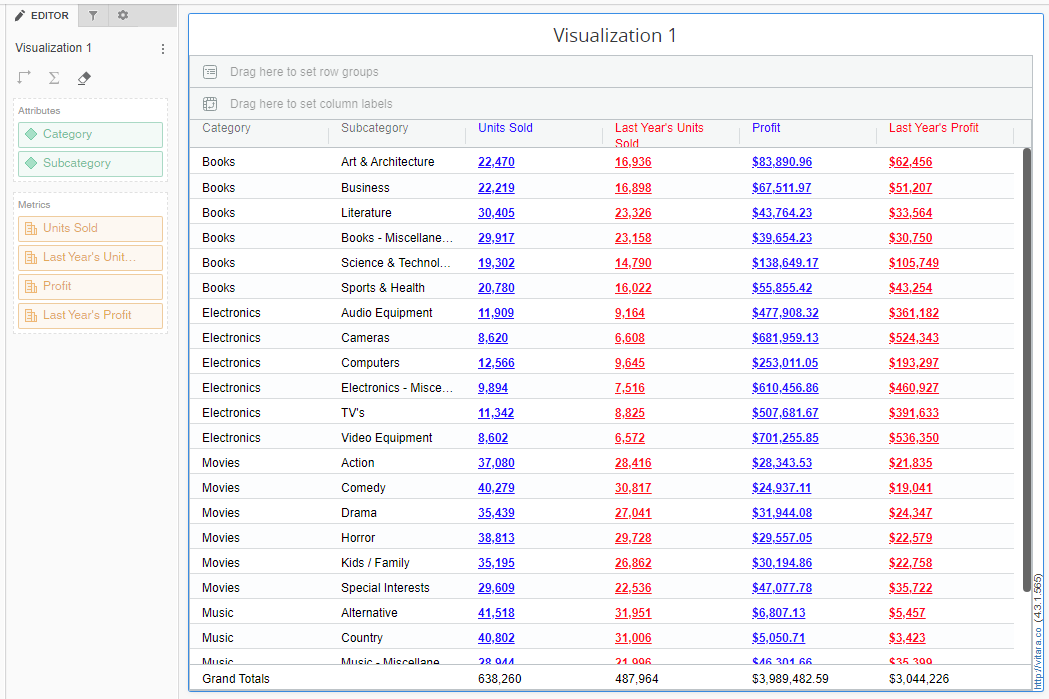 EDITOR
Visualization 1
Attributes
Category
Subcategory
Metrics
Units Sold
Last Year's Unit...
Profit
Last Year's Profit
Visualization 1
Drag here to set row groups
Drag here to set column labels
Category Subcategory Units Sold Last Year's Units Sold Profit Last Year's Profit
Books Art & Architecture 22,470 16,936 $83,890.96 $62,456
Books Business 22,219 16,898 $67,511.97 $51,207
Books Literature 30,405 23,326 $43,764.23 $33,564
Books Books - Miscellane... 29,917 23,158 $39,654.23 $30,750
Books Science & Technol... 19,302 14,790 $138,649.17 $105,749
Books Sports & Health 20,780 16,022 $55,855.42 $43,254
Electronics Audio Equipment 11,909 9,164 $477,908.32 $361,182
Electronics Cameras 8,620 6,608 $681,959.13 $524,343
Electronics Computers 12,566 9,645 $253,011.05 $193,297
Electronics Electronics - Misce... 9,894 7,516 $610,456.86 $460,927
Electronics TV's 11,342 8,825 $507,681.67 $391,633
Electronics Video Equipment 8,602 6,572 $701,255.85 $536,350
Movies Action 37,080 28,416 $28,343.53 $21,835
Movies Comedy 40,279 30,817 $24,937.11 $19,041
Movies Drama 35,439 27,041 $31,944.08 $24,347
Movies Horror 38,813 29,728 $29,557.05 $22,579
Movies Kids / Family 35,195 26,862 $30,194.86 $22,758
Movies Special Interests 29,609 22,536 $47,077.78 $35,722
Music Alternative 41,518 31,951 $6,807.13 $5,457
Music Country 40,802 31,006 $5,050.71 $3,423
Music Music - Miscellane 28,944 21,996 $46,301.66 $35,399
Grand Totals 638,260 487,964 $3,989,482.59 $3,044,226
http://vitara.co (4.3.1.565)